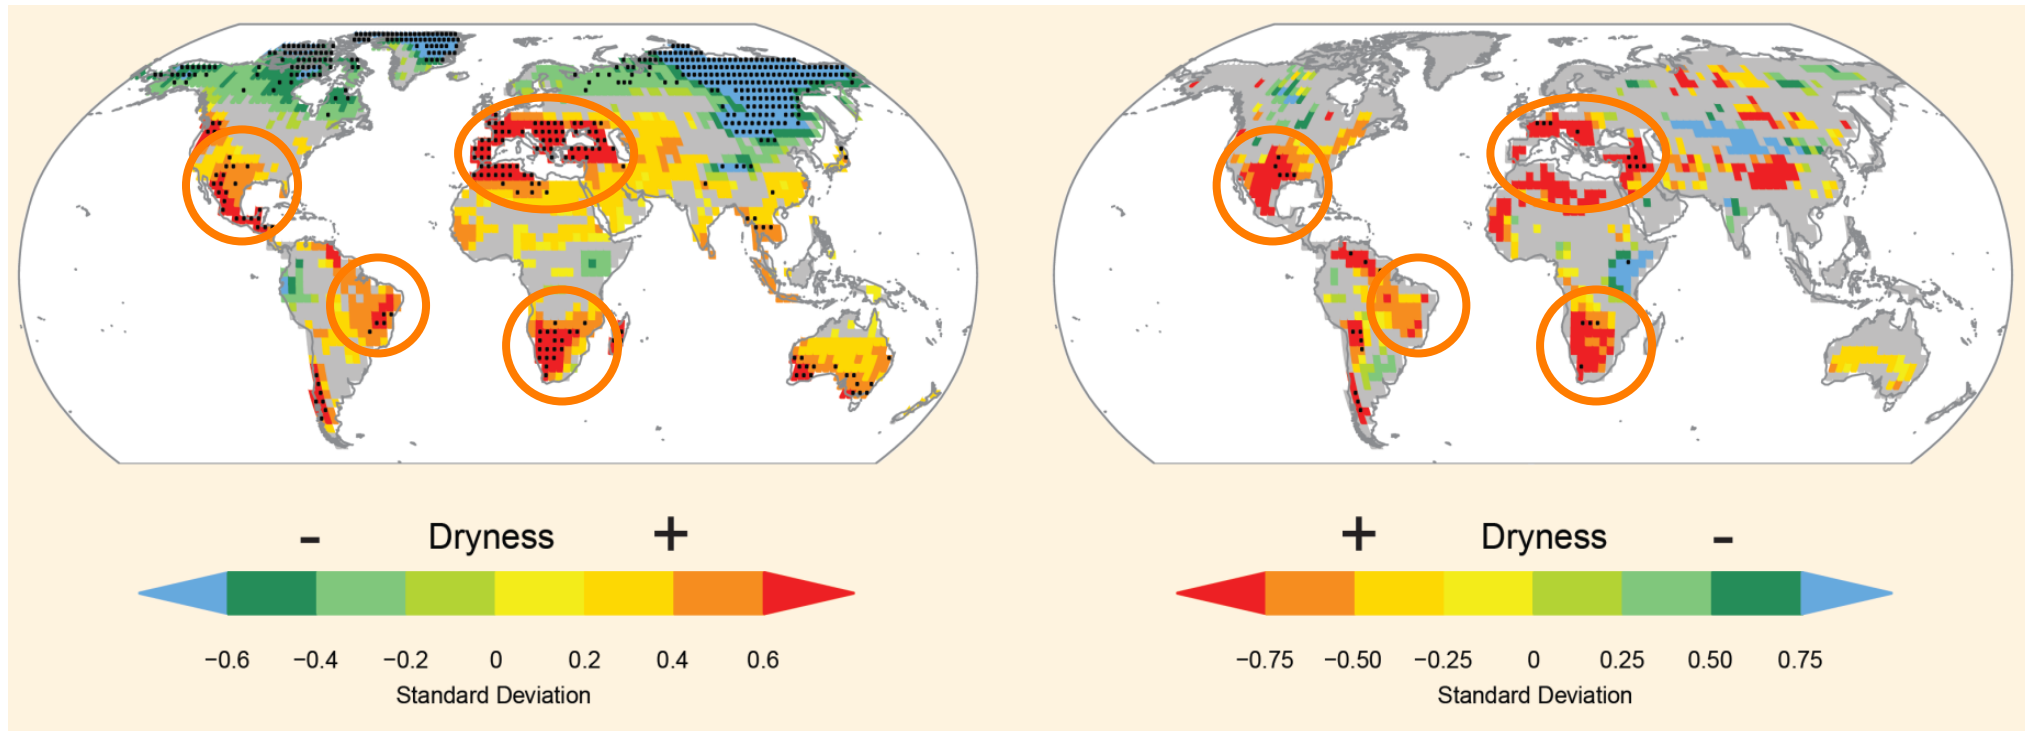 - Dryness +
−0.6 −0.4 −0.2 0 0.2 0.4 0.6
Standard Deviation
+ Dryness -
−0.75 −0.50 −0.25 0 0.25 0.50 0.75
Standard Deviation